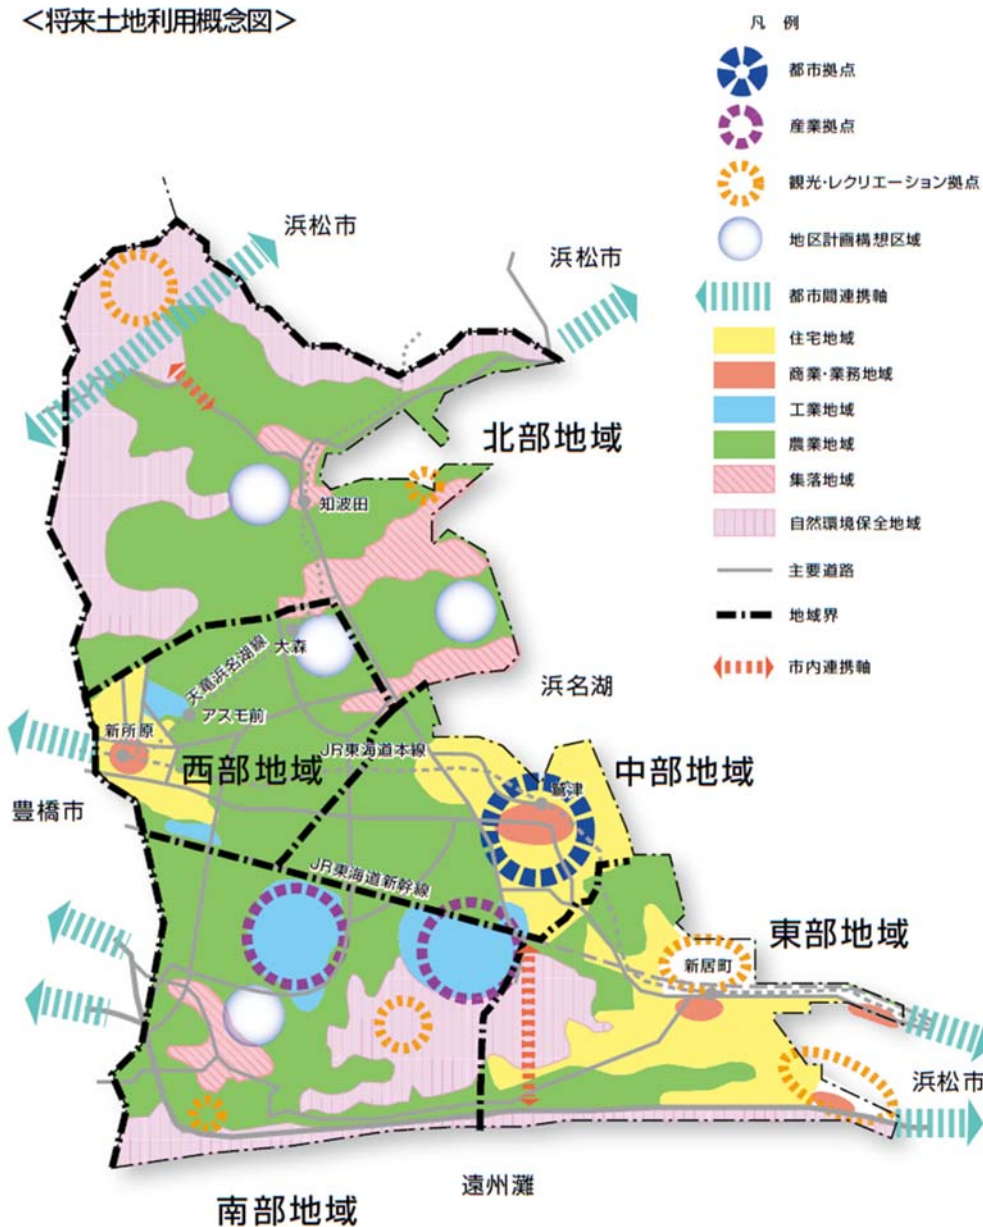 ＜将来土地利用概念図＞
凡 例
都市拠点
産業拠点
観光・レクリエーション拠点
地区計画構想区域
都市間連携軸
住宅地域
商業・業務地域
工業地域
農業地域
集落地域
自然環境保全地域
主要道路
地域界
市内連携軸
浜松市
浜松市
北部地域
知波田
大森
天竜浜名湖線
浜名湖
アスモ前
新所原
JR東海道本線
西部地域
中部地域
鷲津
豊橋市
JR東海道新幹線
東部地域
新居町
浜松市
遠州灘
南部地域